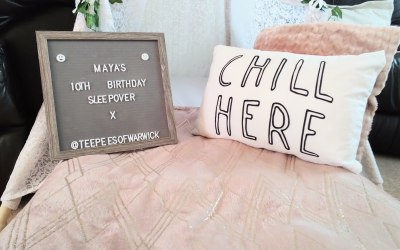 MAYA'S
10TH BIRTHDAY
SLEEPOVER
X
@TEEPEESOFWARWICK
CHILL
HERE